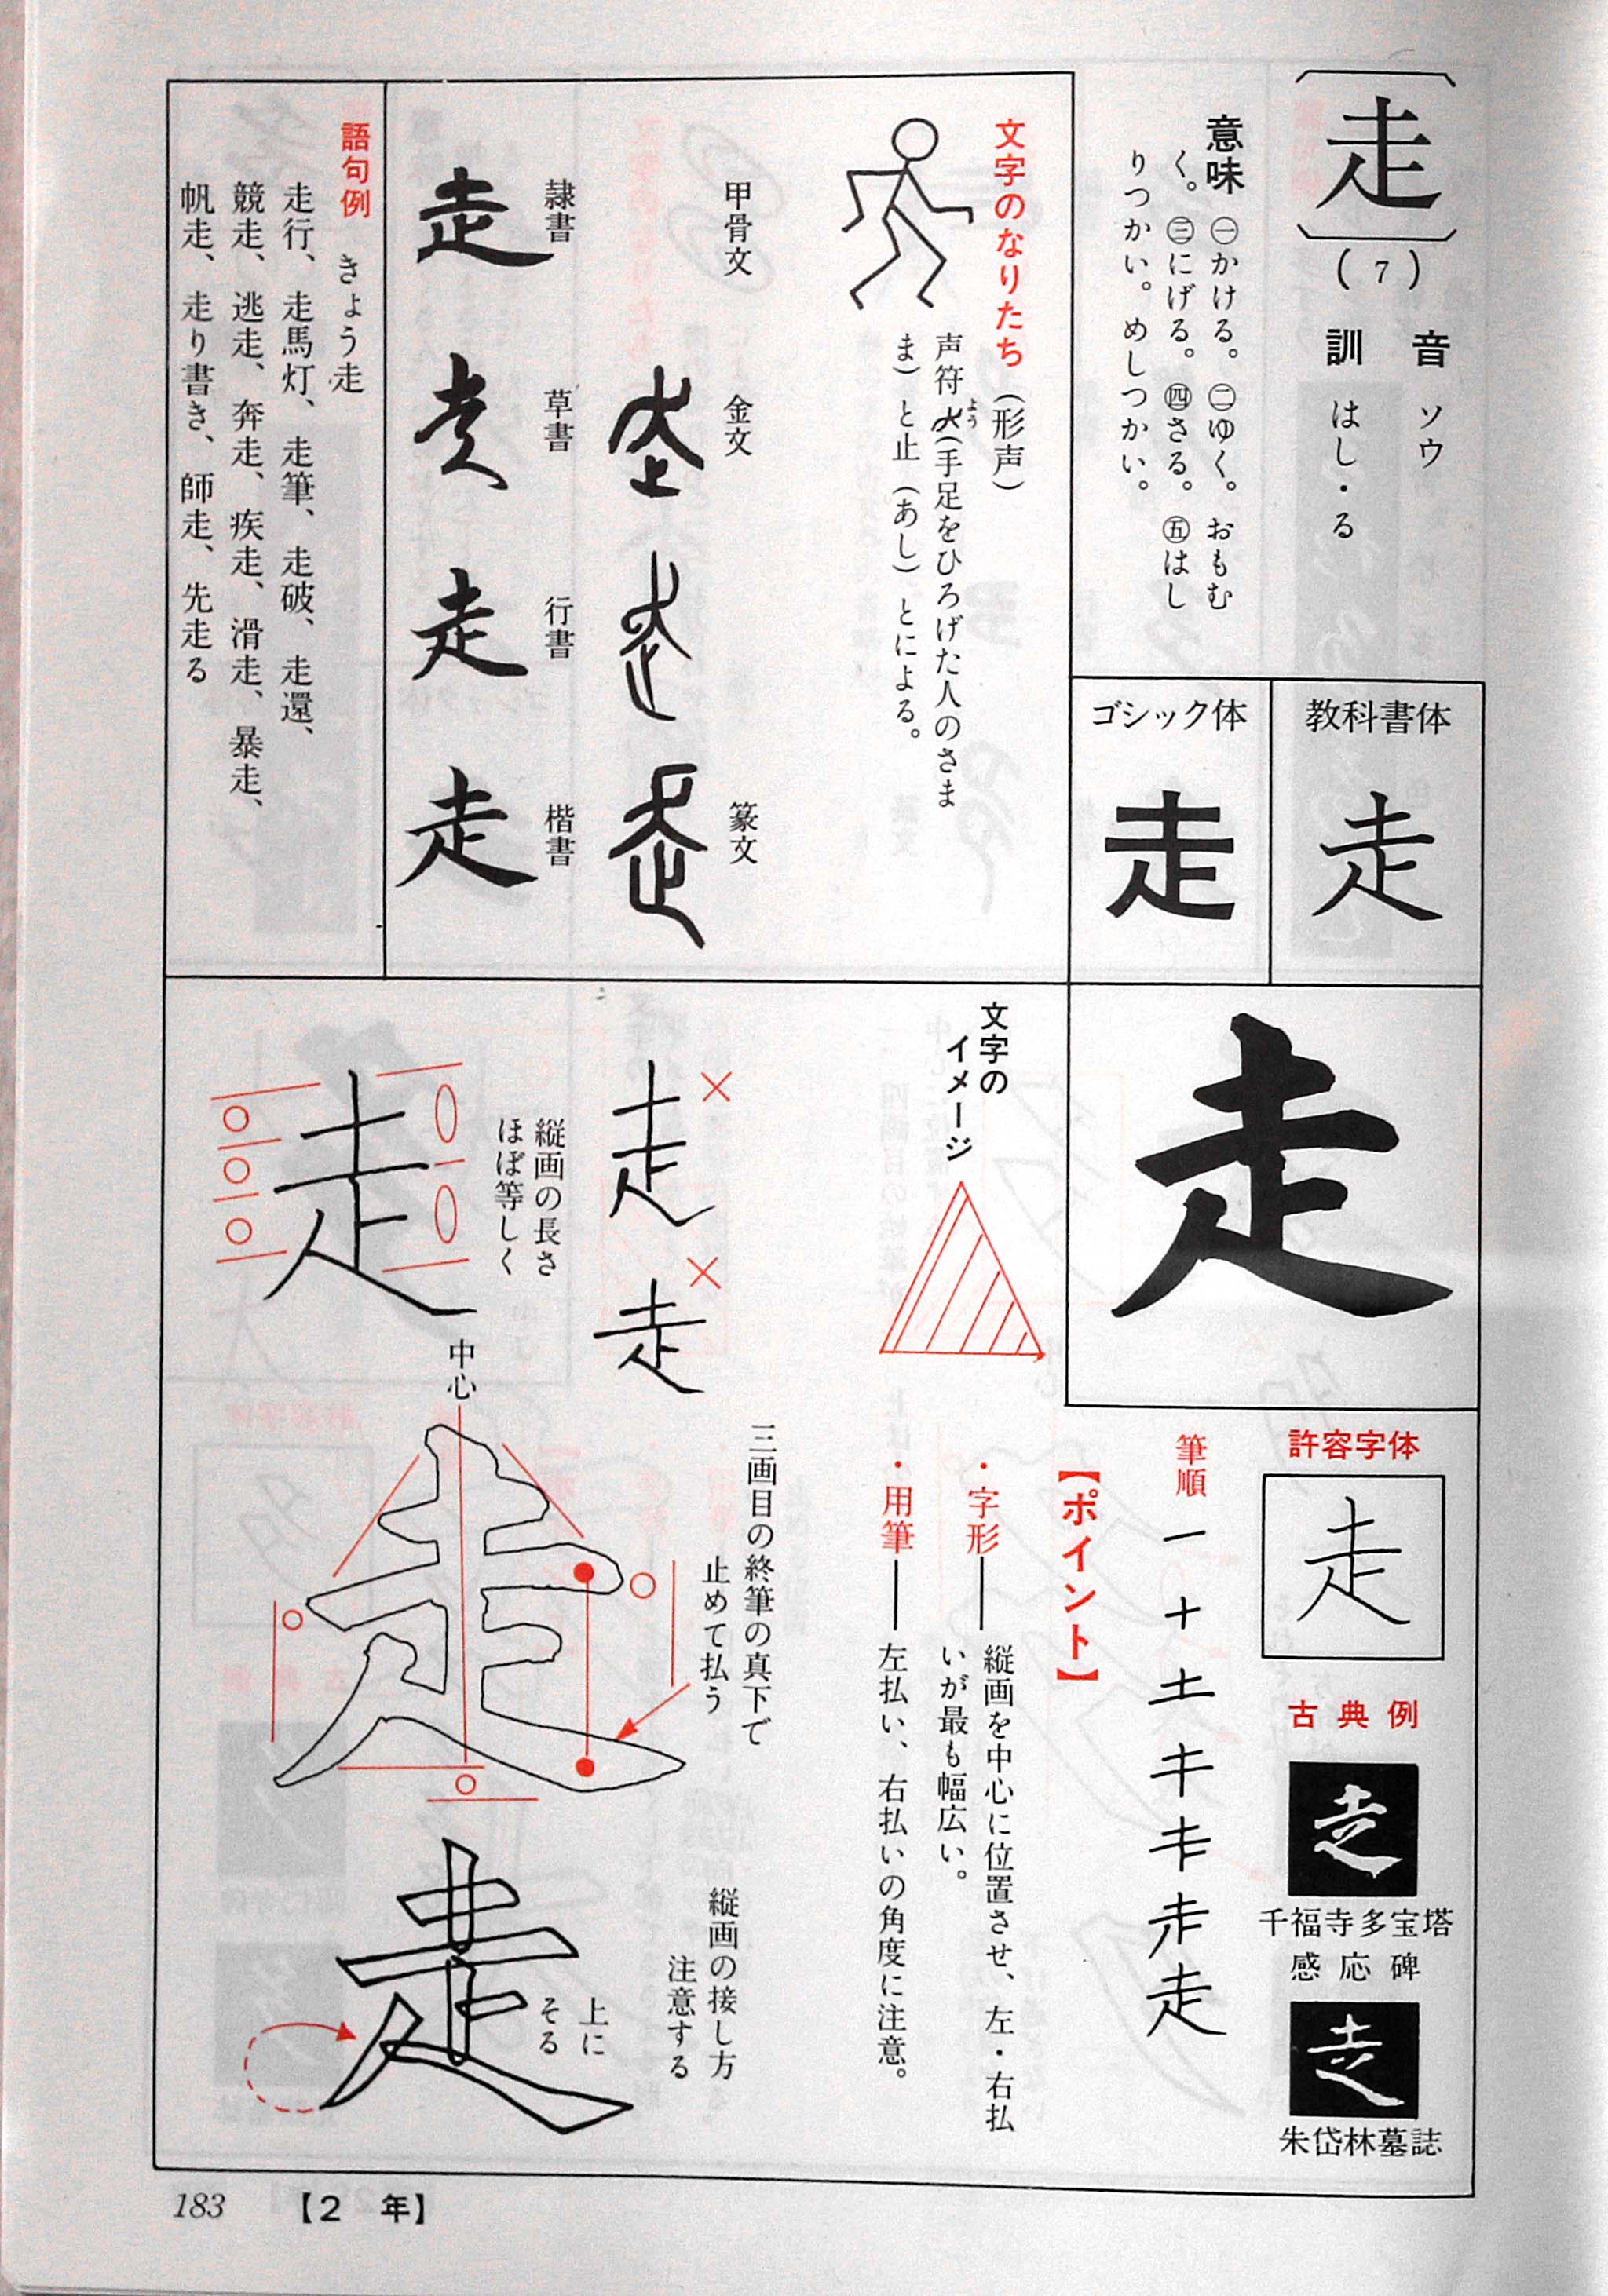 走
(7)
音 ソウ
訓 はし・る
意味 ㊀かける。㊁ゆく。おもむ
く。㊂にげる。㊃さる。㊄はし
りつかい。めしつかい。
教科書体
走
ゴシック体
走
文字のなりたち(形声)
声符(手足をひろげた人のさま
よう
ま)と止(あし)とによる。
甲骨文
金文
篆文
隷書
走
草書
走
行書
走
楷書
走
語句例 きょう走
走行、走馬灯、走筆、走破、走還、
競走、逃走、奔走、疾走、滑走、暴走、
帆走、走り書き、師走、先走る
走
許容字体
走
古典例
走
千福寺多宝塔
感応碑
走
朱岱林墓誌
筆順
走
【ポイント】
・字形―縦画を中心に位置させ、左・右払
いが最も幅広い。
・用筆―左払い、右払いの角度に注意。
文字の
イメージ
×
走
×
走
縦画の長さ
ほぼ等しく
走
三画目の終筆の真下で
止めて払う
中心
走
縦画の接し方
注意する
上に
そる
走
183 【2 年】